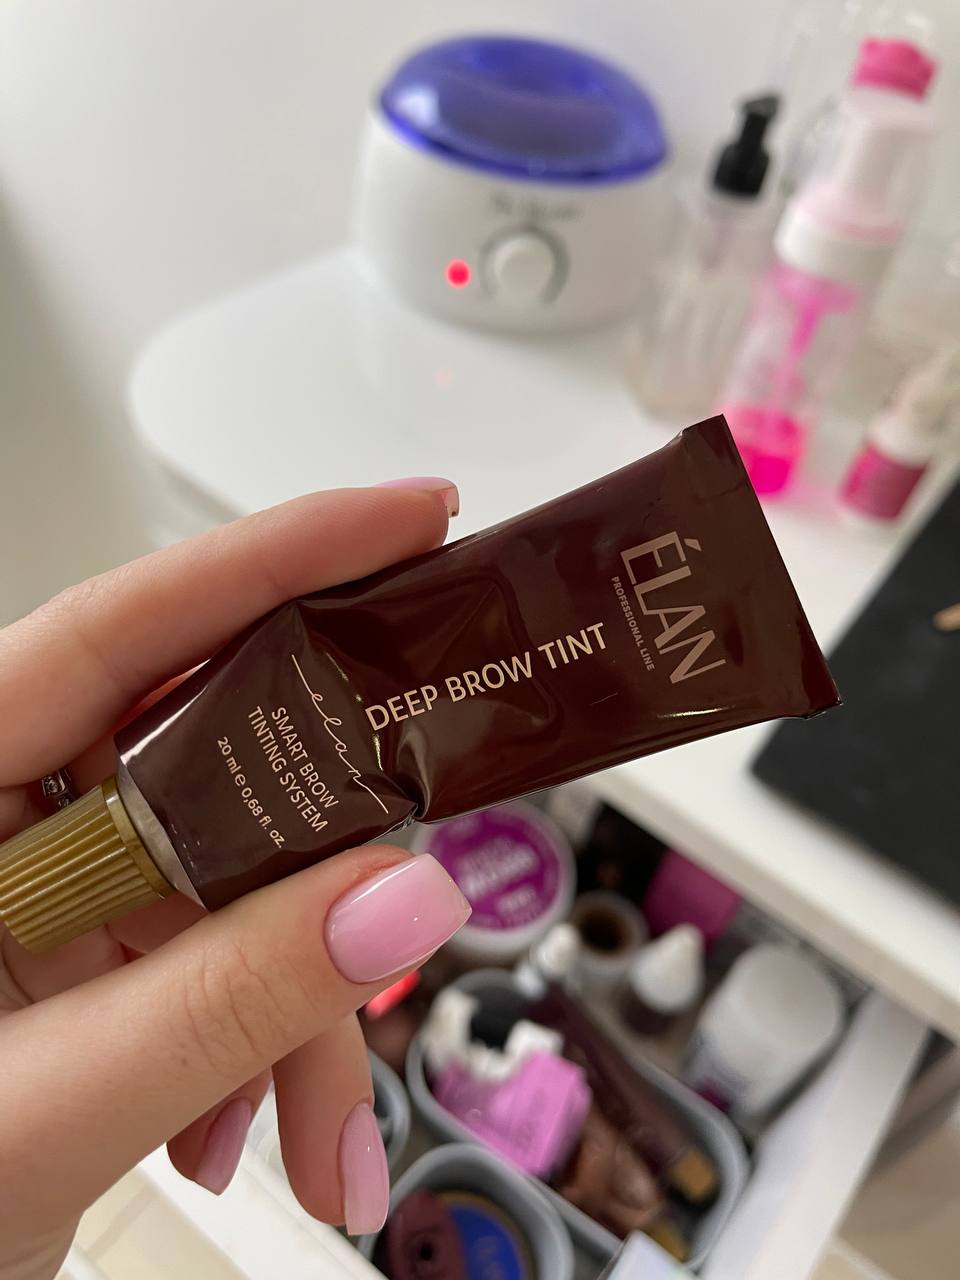 ÉLAN
PROFESSIONAL LINE
DEEP BROW TINT
elan
SMART BROW
TINTING SYSTEM
20 ml e 0,68 fl. oz